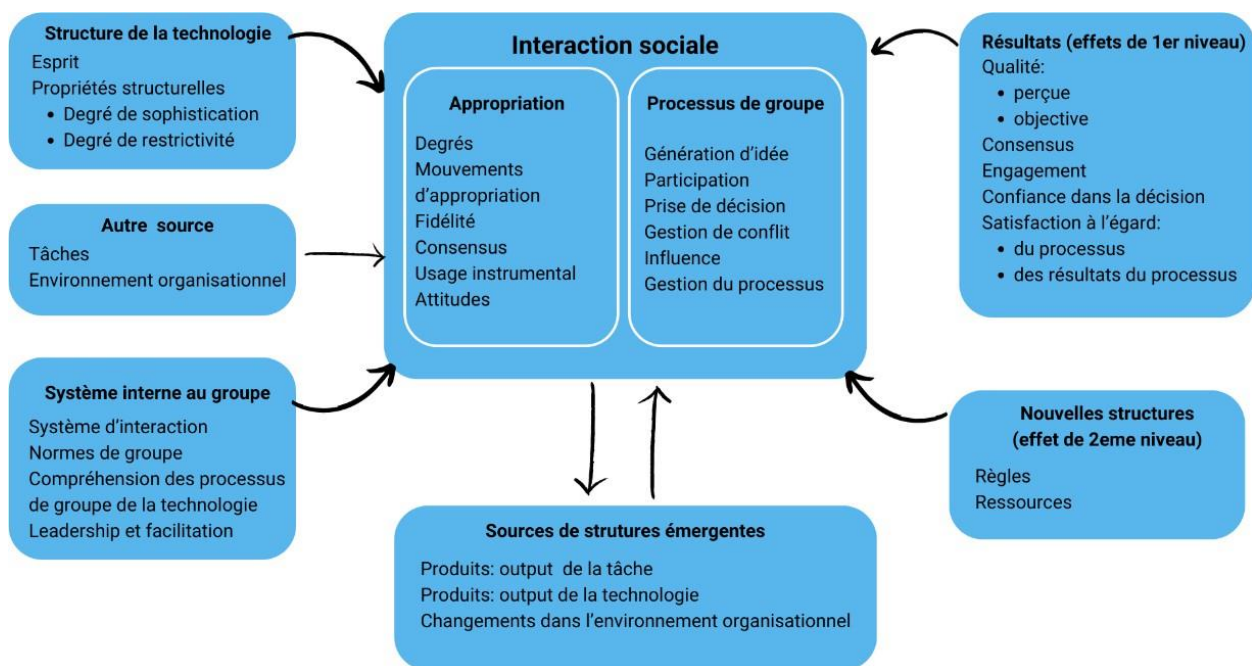 Structure de la technologie
Esprit
Propriétés structurelles
• Degré de sophistication
• Degré de restrictivité
Autre source
Tâches
Environnement organisationnel
Système interne au groupe
Système d'interaction
Normes de groupe
Compréhension des processus
de groupe de la technologie
Leadership et facilitation
Interaction sociale
Appropriation
Degrés
Mouvements
d'appropriation
Fidélité
Consensus
Usage instrumental
Attitudes
Processus de groupe
Génération d'idée
Participation
Prise de décision
Gestion de conflit
Influence
Gestion du processus
Sources de strutures émergentes
Produits: output de la tâche
Produits: output de la technologie
Changements dans l'environement organisationnel
Résultats (effets de 1er niveau)
Qualité:
• perçue
• objective
Consensus
Engagement
Confiance dans la décision
Satisfaction à l'égard:
• du processus
• des résultats du processus
Nouvelles structures
(effet de 2eme niveau)
Règles
Ressources